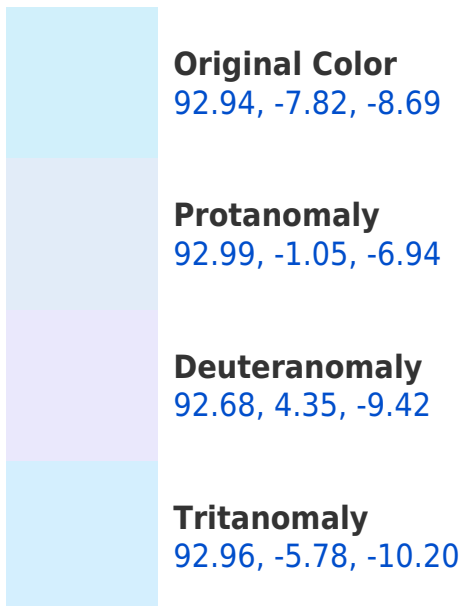 Original Color
92.94, -7.82, -8.69
Protanomaly
92.99, -1.05, -6.94
Deuteranomaly
92.68, 4.35, -9.42
Tritanomaly
92.96, -5.78, -10.20